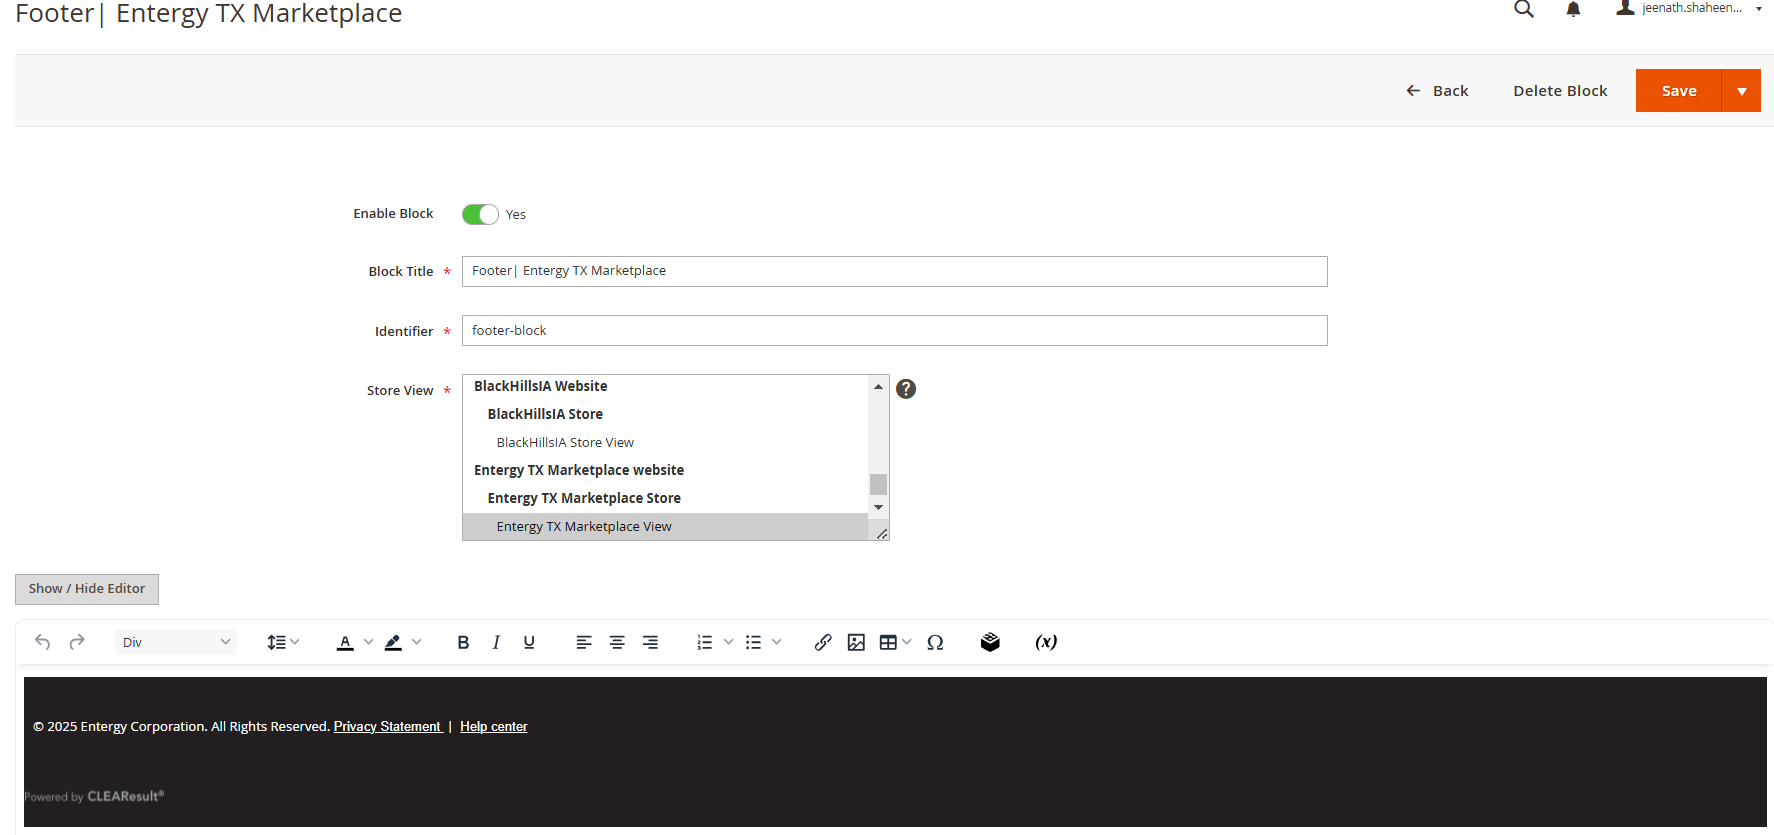 Footer| Entergy TX Marketplace
jeenath.shaheen...
Back
Delete Block
Save
Enable Block
Yes
Block Title *
Footer| Entergy TX Marketplace
Identifier *
footer-block
Store View *
BlackHillsIA Website
BlackHillsIA Store
BlackHillsIA Store View
Entergy TX Marketplace website
Entergy TX Marketplace Store
Entergy TX Marketplace View
?
Show / Hide Editor
Div
A
B I U
Ω
(x)
© 2025 Entergy Corporation. All Rights Reserved. Privacy Statement | Help center
Powered by CLEAResult®